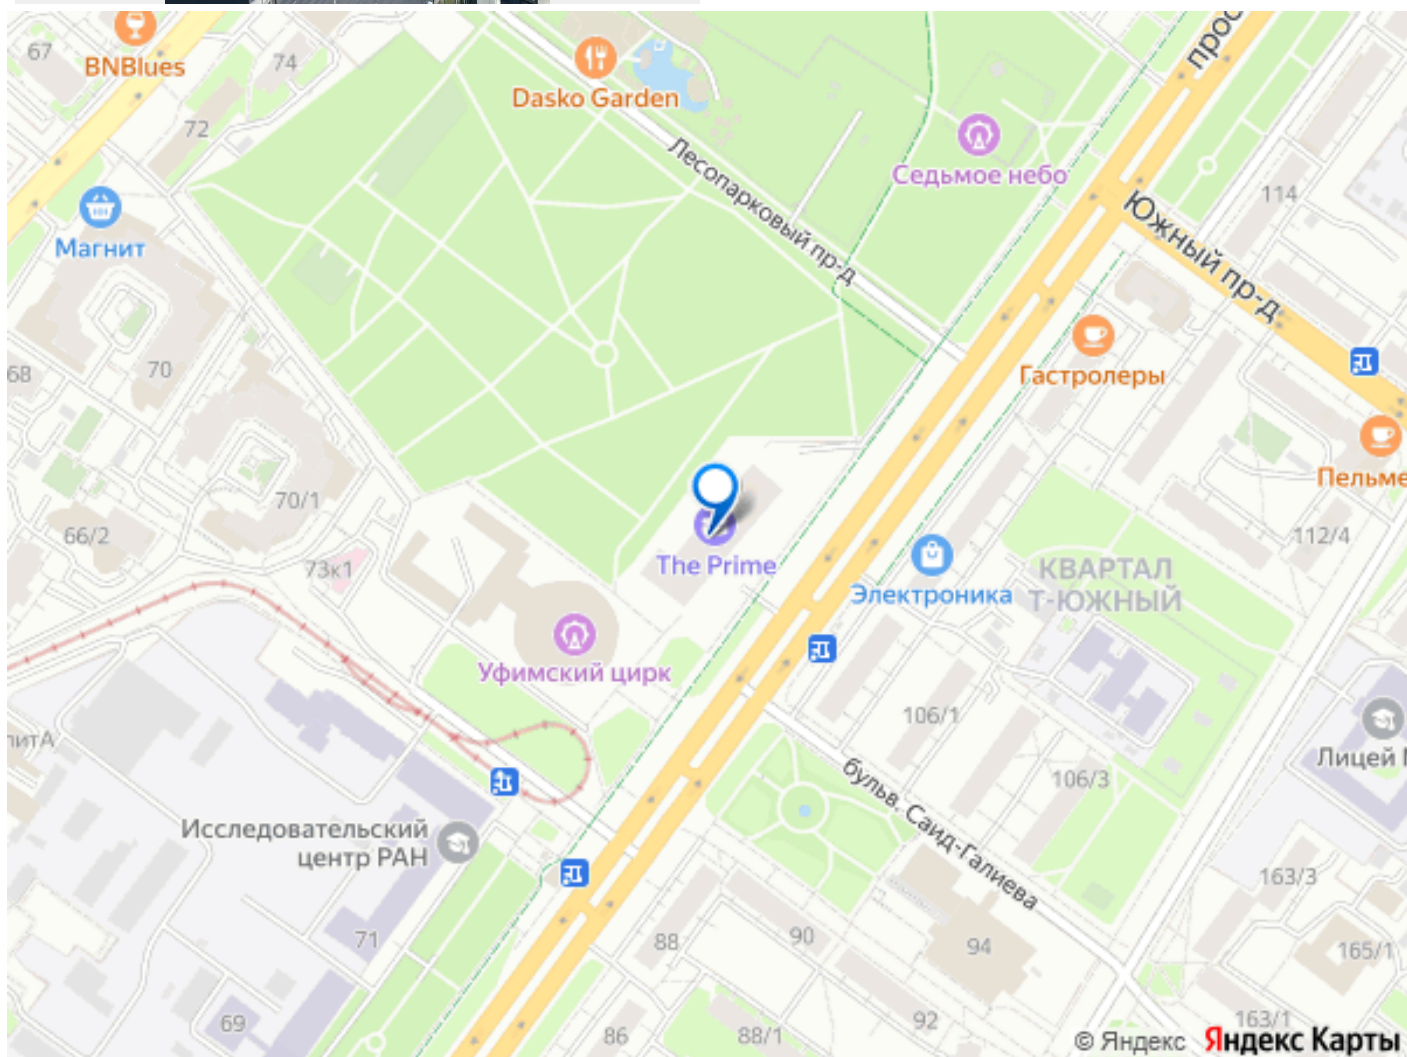 67
BNBlues
74
72
Dasko Garden
прос
Седьмое небо
Лесопарковый пр-д
114
Южный пр-д
Магнит
70
68
Гастролеры
Пельме
70/1
66/2
73к1
The Prime
Электроника
КВАРТАЛ
Т-ЮЖНЫЙ
112/4
Уфимский цирк
106/1
106/3
Лицей
питА
бульв. Саид-Галиева
Исследовательский
центр РАН
163/3
71
88
90
94
165/1
69
86
88/1
92
163/1
© Яндекс Яндекс Карты